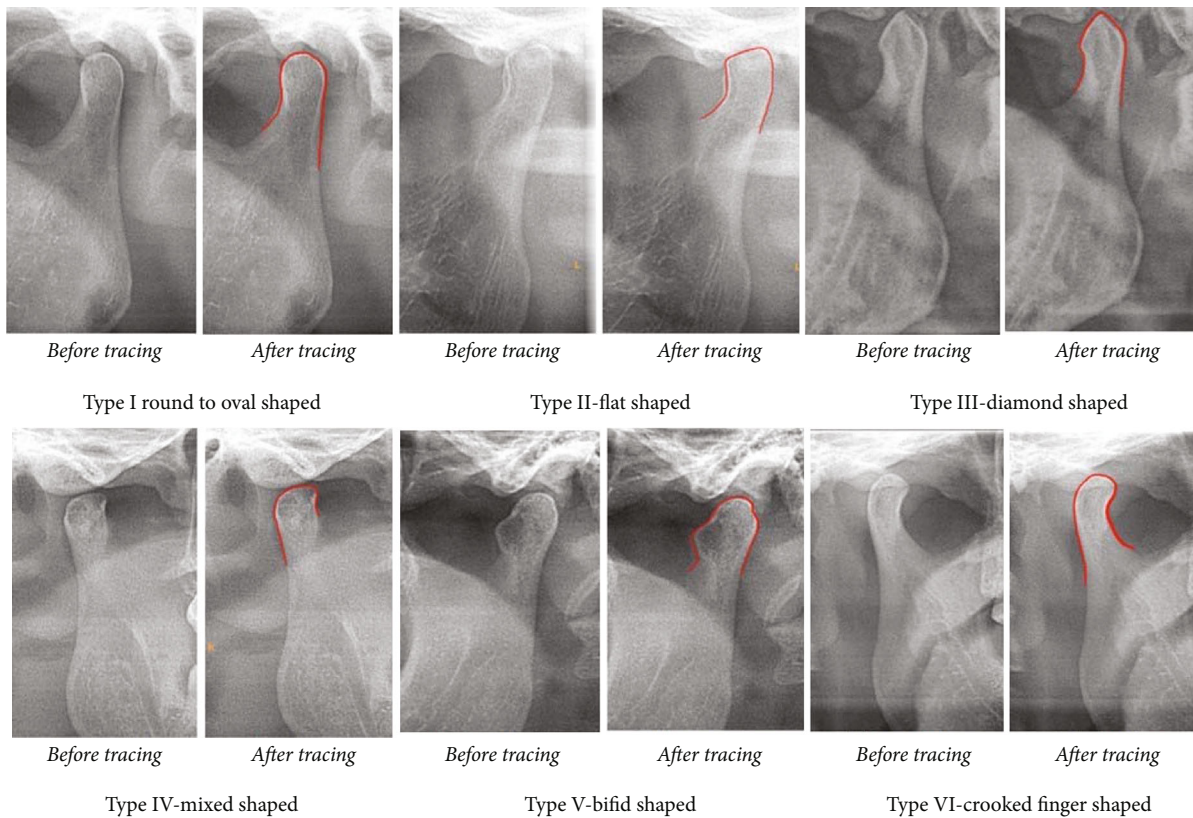 Before tracing After tracing Before tracing After tracing Before tracing After tracing
Type I round to oval shaped Type II-flat shaped Type III-diamond shaped
L
L
R
Before tracing After tracing Before tracing After tracing Before tracing After tracing
Type IV-mixed shaped Type V-bifid shaped Type VI-crooked finger shaped